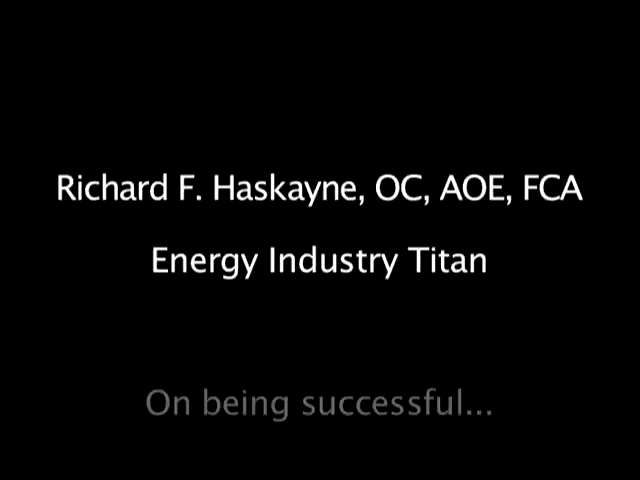 Richard F. Haskayne, OC, AOE, FCA
Energy Industry Titan
On being successful...